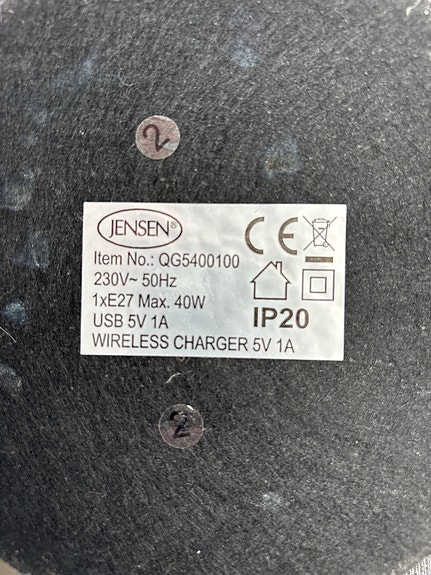 2
JENSEN®
CE
Item No.: QG5400100
230V~ 50Hz
1xE27 Max. 40W
USB 5V 1A
IP20
WIRELESS CHARGER 5V 1A
2